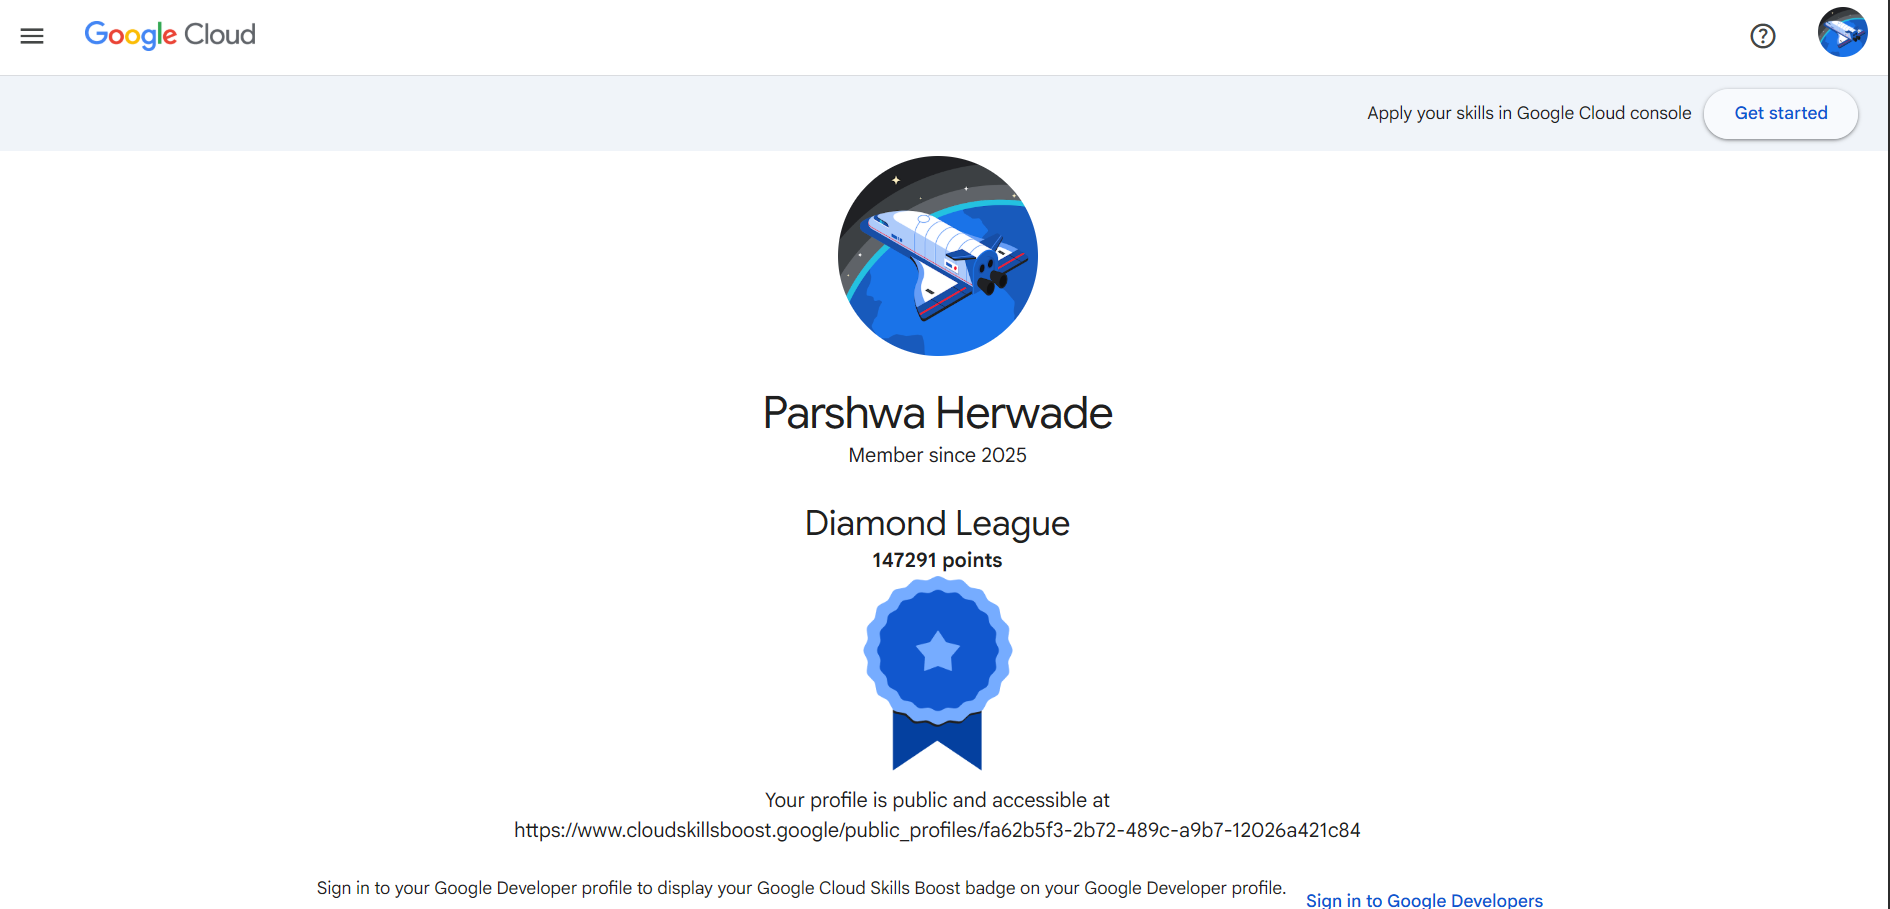 Google Cloud
Apply your skills in Google Cloud console
Get started
Parshwa Herwade
Member since 2025
Diamond League
147291 points
Your profile is public and accessible at
https://www.cloudskillsboost.google/public_profiles/fa62b5f3-2b72-489c-a9b7-12026a421c84
Sign in to your Google Developer profile to display your Google Cloud Skills Boost badge on your Google Developer profile.
Sign in to Google Developers